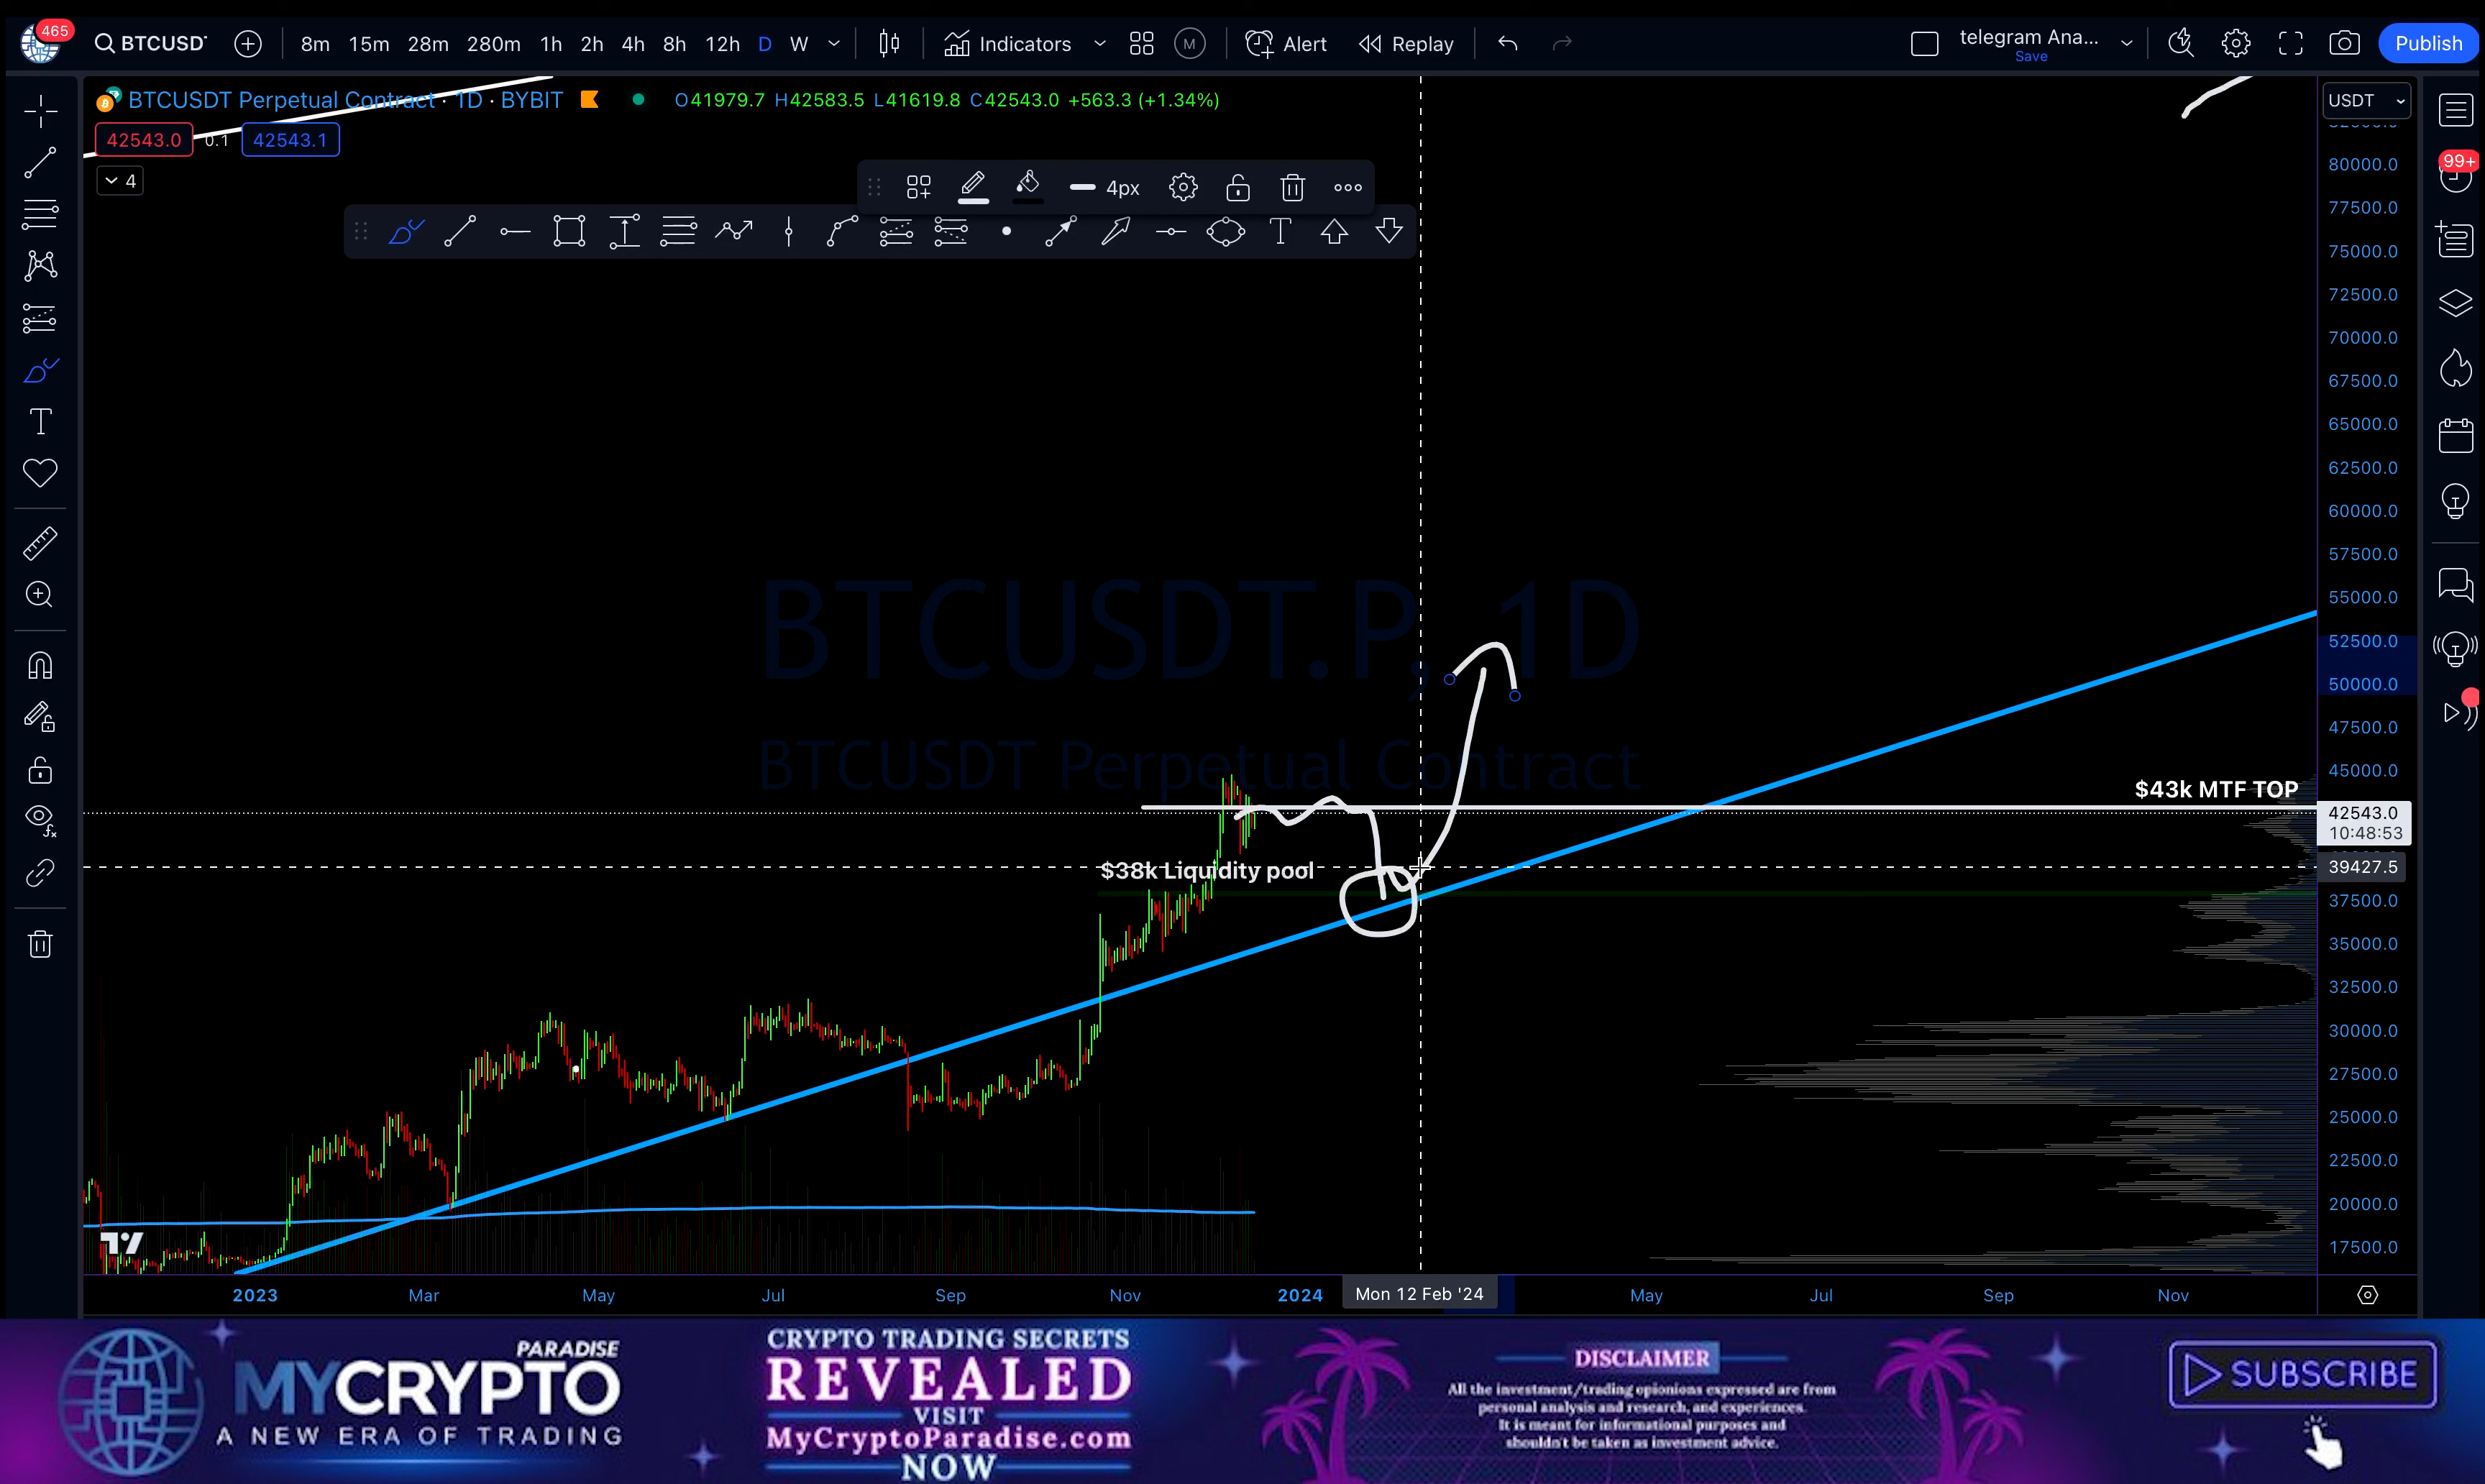 465
BTCUSD
8m 15m 28m 280m 1h 2h 4h 8h 12h D W
Indicators
M
Alert
Replay
telegram Ana...
Save
Publish
BTCUSDT Perpetual Contract · 1D · BYBIT
O41979.7 H42583.5 L41619.8 C42543.0 +563.3 (+1.34%)
USDT
42543.0
0.1
42543.1
4
4px
99+
80000.0
77500.0
75000.0
72500.0
70000.0
67500.0
65000.0
62500.0
60000.0
57500.0
55000.0
52500.0
50000.0
47500.0
45000.0
BTCUSDT.P, 1D
BTCUSDT Perpetual Contract
$43k MTF TOP
42543.0
10:48:53
$38k Liquidity pool
39427.5
37500.0
35000.0
32500.0
30000.0
27500.0
25000.0
22500.0
20000.0
17500.0
2023 Mar May Jul Sep Nov 2024 Mon 12 Feb '24 May Jul Sep Nov
PARADISE
MYCRYPTO
A NEW ERA OF TRADING
CRYPTO TRADING SECRETS
REVEALED
VISIT
MyCryptoParadise.com
NOW
DISCLAIMER
All the investment/trading opionions expressed are from
personal analysis and research, and experiences.
It is meant for informational purposes and
shouldn't be taken as investment advice.
SUBSCRIBE